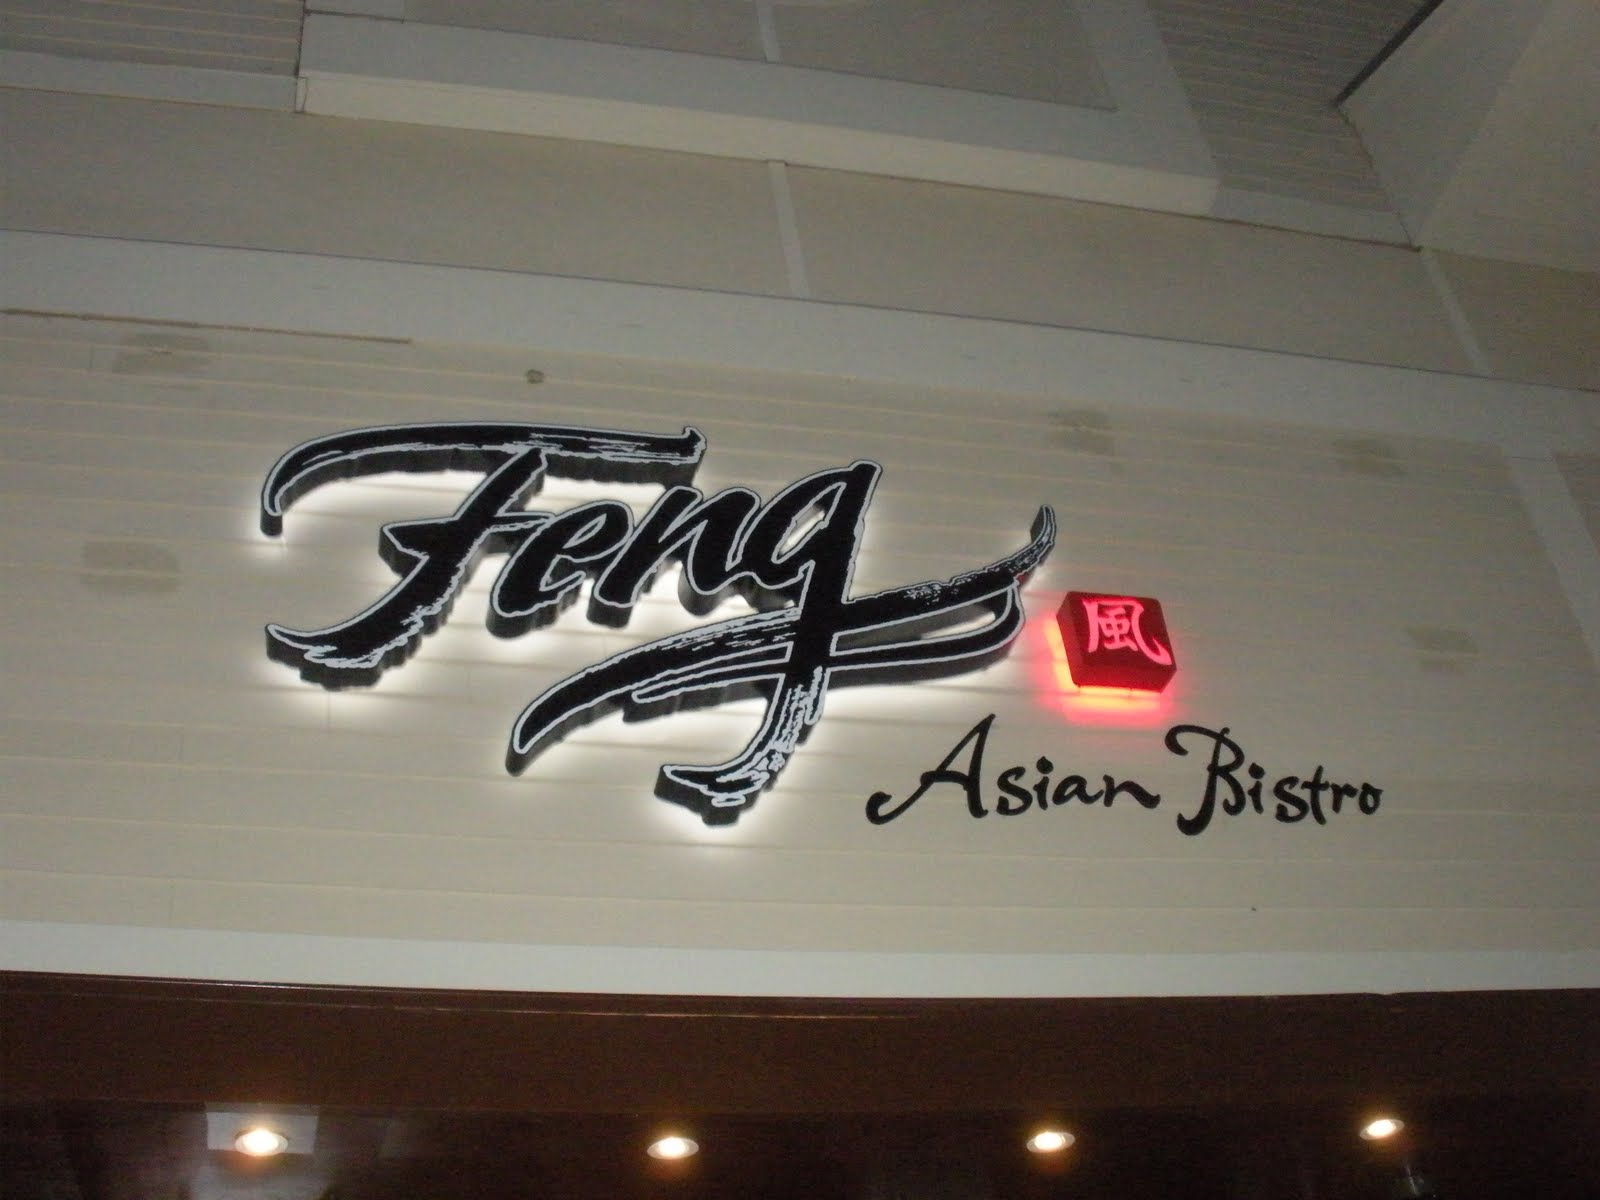 Feng
風
Asian Bistro